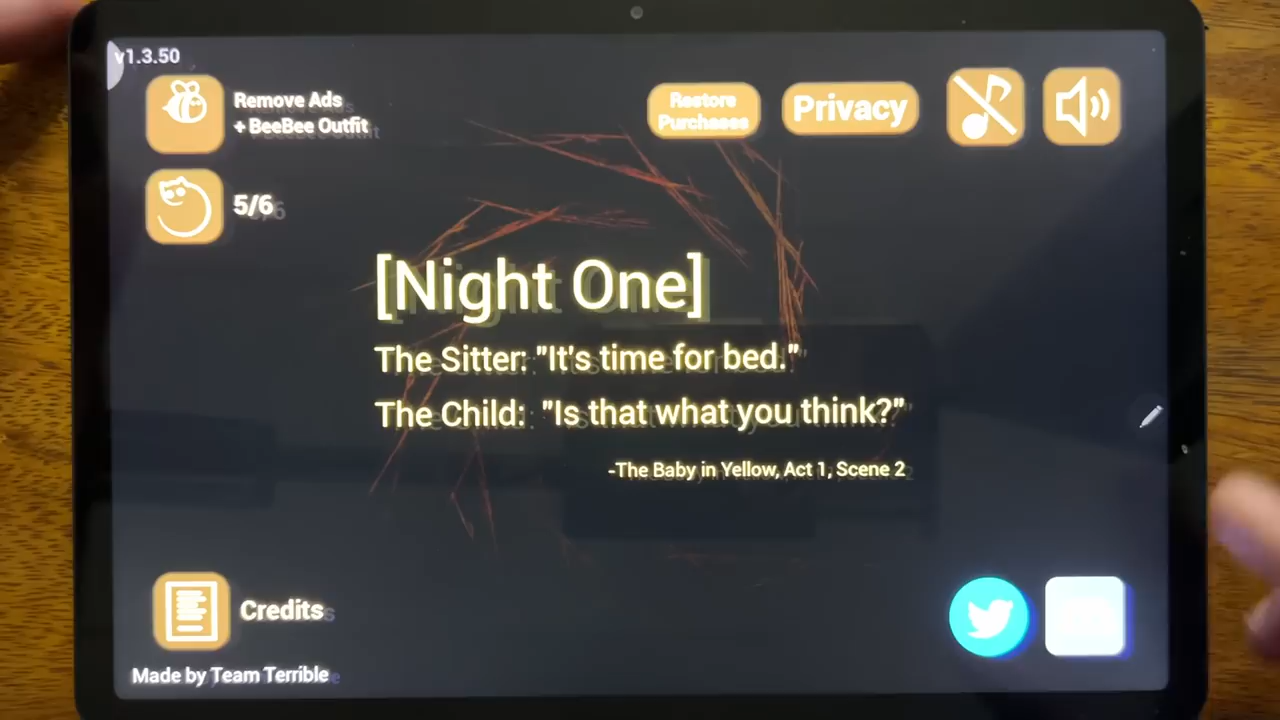 v1.3.50
Remove Ads
+ BeeBee Outfit
Restore
Purchases
Privacy
5/6
[Night One]
The Sitter: "It's time for bed."
The Child: "Is that what you think?"
-The Baby in Yellow, Act 1, Scene 2
Credits
Made by Team Terrible